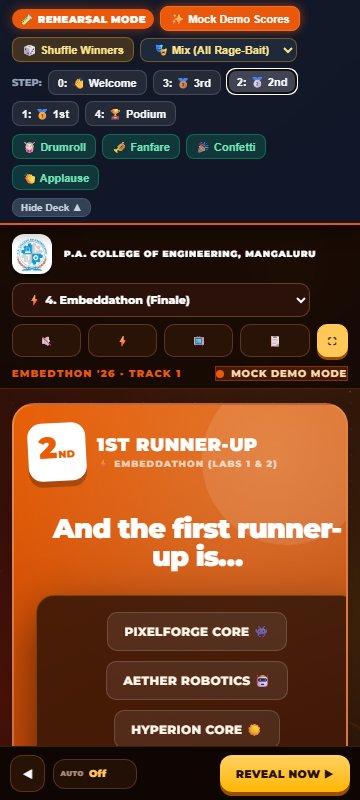 🧪 REHEARSAL MODE
✨ Mock Demo Scores
🎲 Shuffle Winners
🎭 Mix (All Rage-Bait)
STEP:
0: 👋 Welcome
3: 🥉 3rd
2: 🥈 2nd
1: 🥇 1st
4: 🏆 Podium
🥁 Drumroll
🎺 Fanfare
🎉 Confetti
👏 Applause
Hide Deck ▲
P.A. COLLEGE OF ENGINEERING, MANGALURU
⚡ 4. Embeddathon (Finale)
EMBEDTHON '26 · TRACK 1
MOCK DEMO MODE
2ND
1ST RUNNER-UP
⚡ EMBEDDATHON (LABS 1 & 2)
And the first runner-
up is...
PIXELFORGE CORE 👾
AETHER ROBOTICS 🤖
HYPERION CORE ☀️
◀
AUTO Off
REVEAL NOW ▶